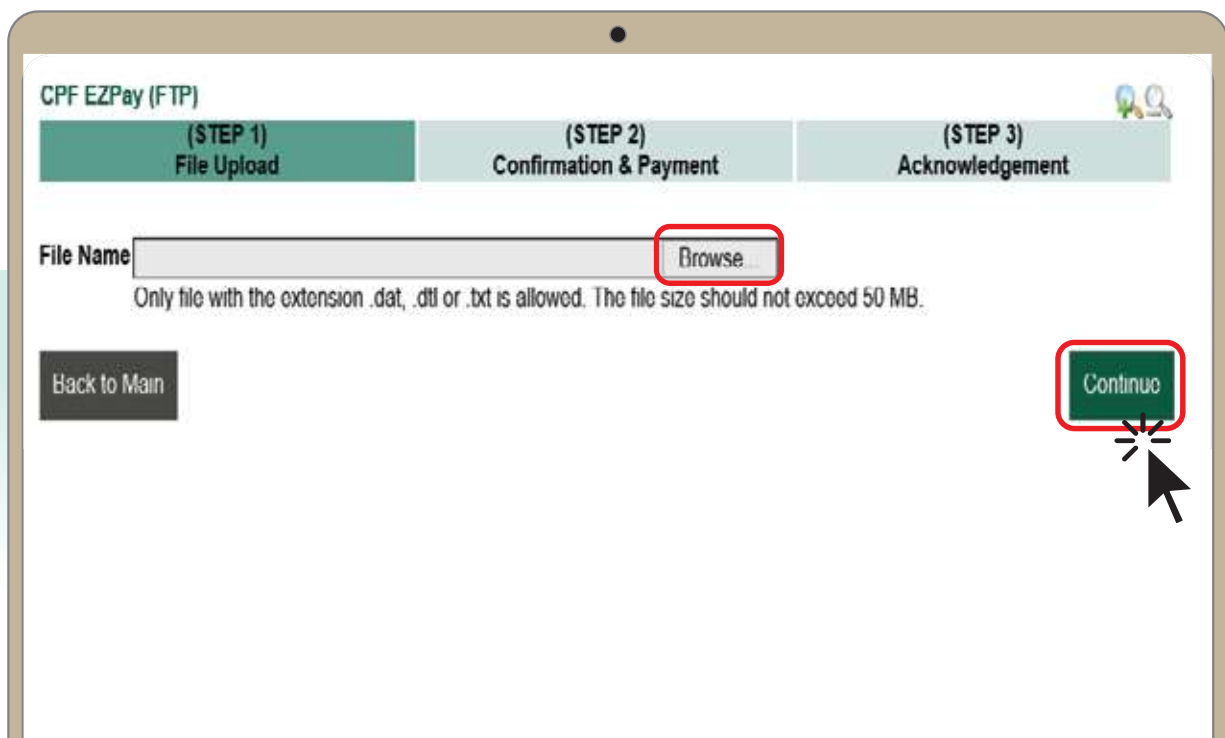 CPF EZPay (FTP)
(STEP 1)
File Upload
(STEP 2)
Confirmation & Payment
(STEP 3)
Acknowledgement
File Name
Browse...
Only file with the extension .dat, .dtl or .txt is allowed. The file size should not exceed 50 MB.
Back to Main
Continue